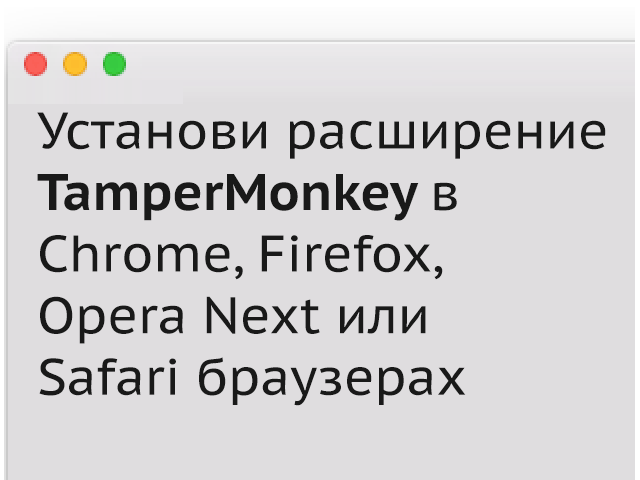 Установи расширение
TamperMonkey в
Chrome, Firefox,
Opera Next или
Safari браузерах